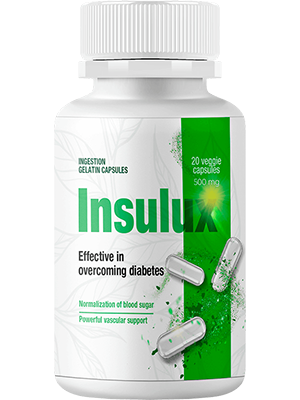 INGESTION
GELATIN CAPSULES
20 veggie
capsules
500 mg
Insulux
Effective in
overcoming diabetes
Normalization of blood sugar
Powerful vascular support